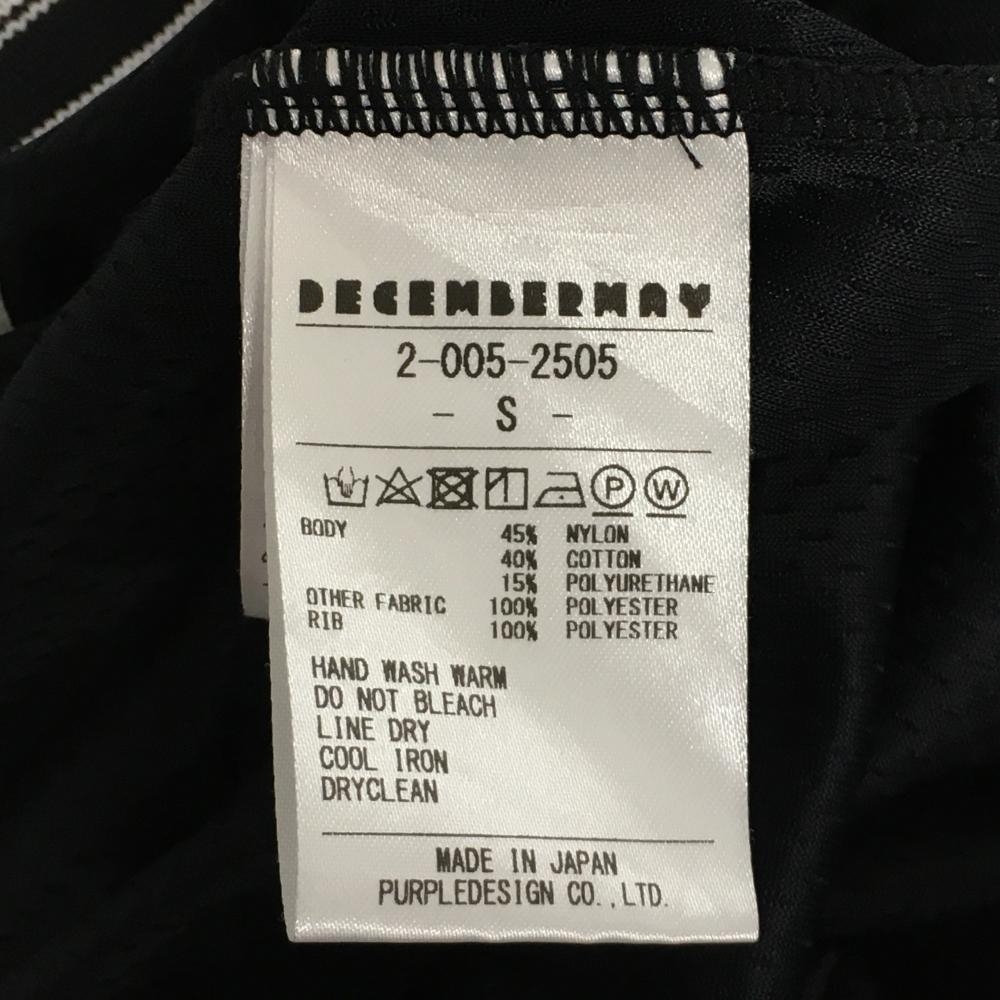 DECEMBERMAY
2-005-2505
- S -
P W
BODY 45% NYLON
40% COTTON
15% POLYURETHANE
OTHER FABRIC 100% POLYESTER
RIB 100% POLYESTER
HAND WASH WARM
DO NOT BLEACH
LINE DRY
COOL IRON
DRYCLEAN
MADE IN JAPAN
PURPLEDESIGN CO.,LTD.